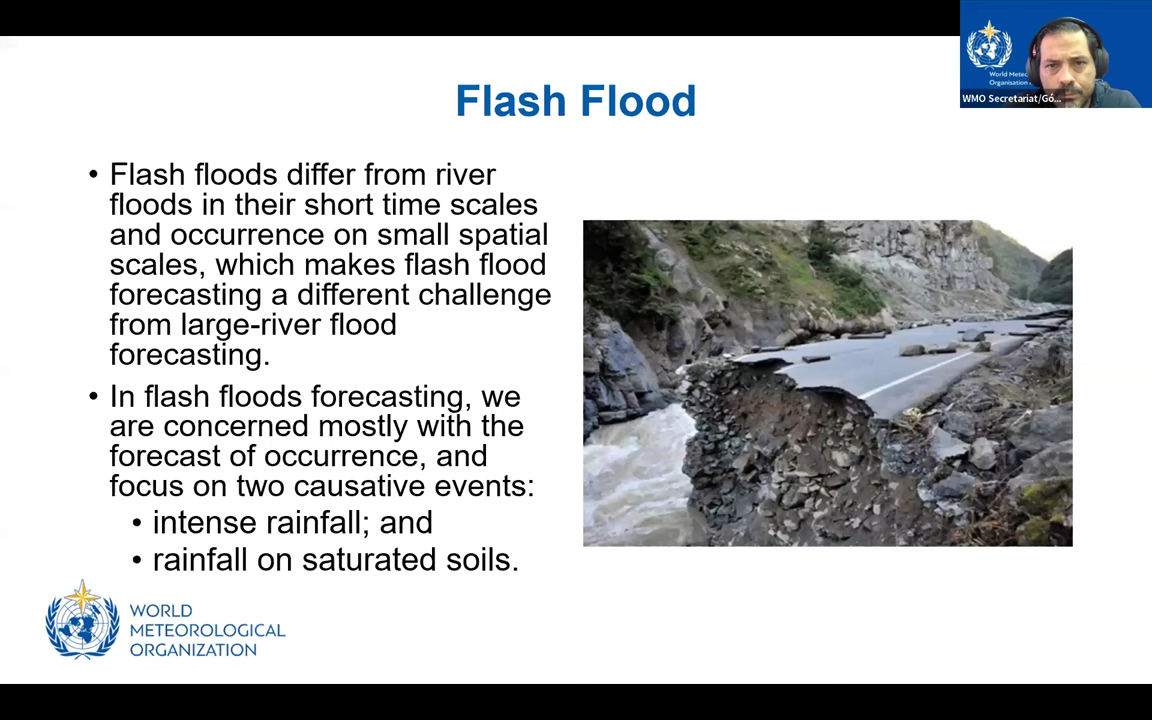 World Meteo
Organisation
WMO Secretariat/Gó...
Flash Flood
• Flash floods differ from river
floods in their short time scales
and occurrence on small spatial
scales, which makes flash flood
forecasting a different challenge
from large-river flood
forecasting.
• In flash floods forecasting, we
are concerned mostly with the
forecast of occurrence, and
focus on two causative events:
• intense rainfall; and
• rainfall on saturated soils.
WORLD
METEOROLOGICAL
ORGANIZATION